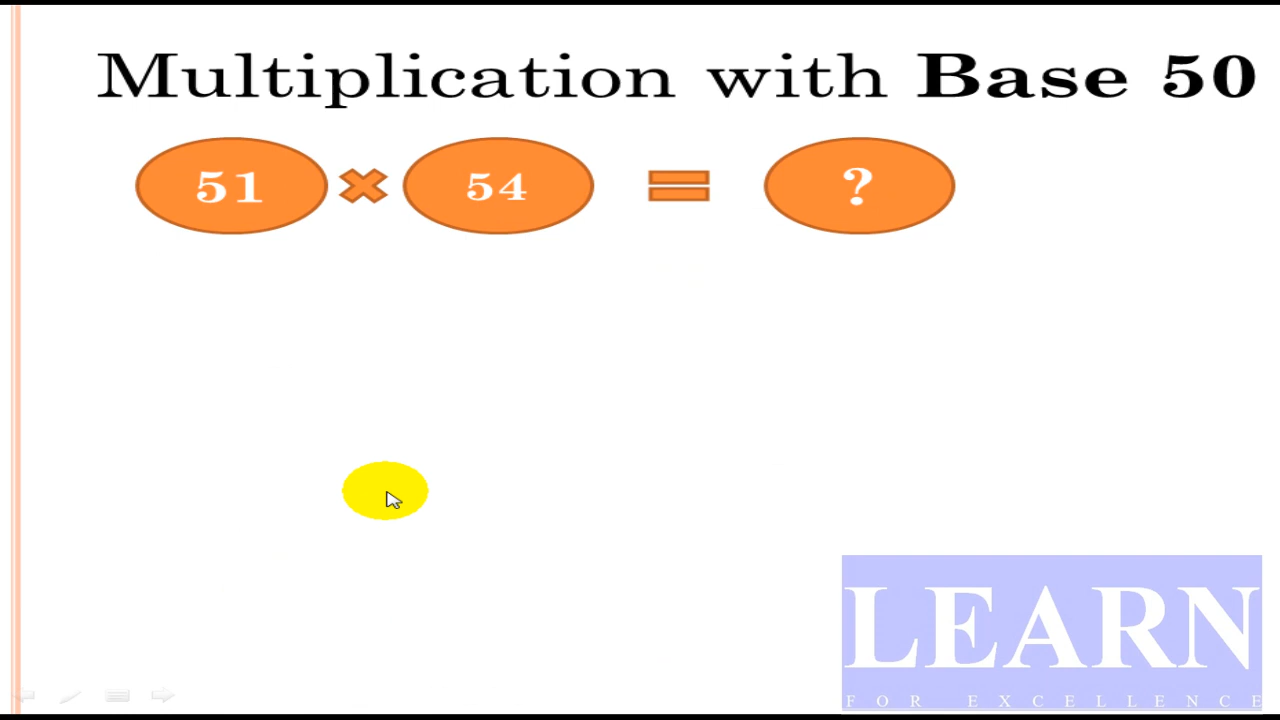 Multiplication with Base 50
51 × 54 = ?
LEARN
FOR EXCELLENCE